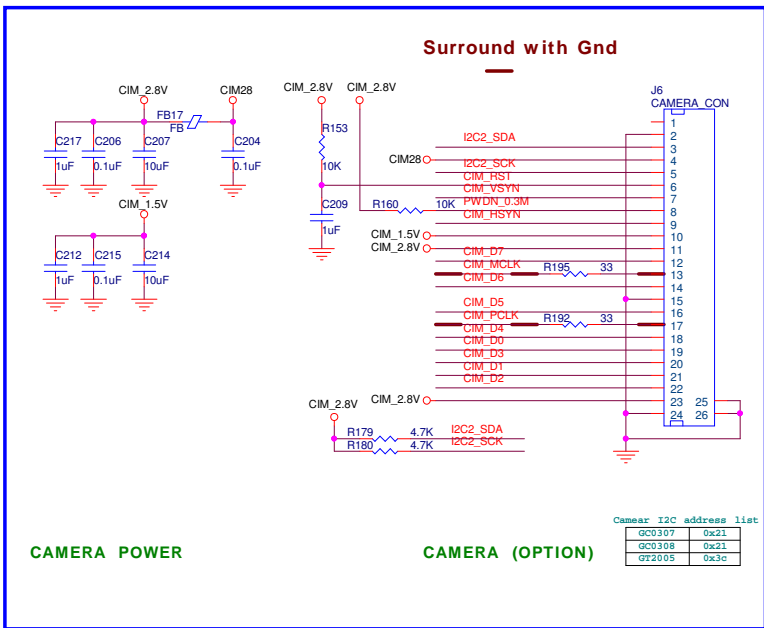 Surround with Gnd
CIM_2.8V
CIM28
FB17
FB
C217
1uF
C206
0.1uF
C207
10uF
C204
0.1uF
CIM_1.5V
C212
1uF
C215
0.1uF
C214
10uF
CIM_2.8V
CIM_2.8V
R153
10K
C209
1uF
R160
10K
CIM28
CIM_1.5V
CIM_2.8V
I2C2_SDA
I2C2_SCK
CIM_RST
CIM_VSYN
PWDN_0.3M
CIM_HSYN
CIM_D7
CIM_MCLK
R195
33
CIM_D6
CIM_D5
CIM_PCLK
R192
33
CIM_D4
CIM_D0
CIM_D3
CIM_D1
CIM_D2
CIM_2.8V
J6
CAMERA_CON
1
2
3
4
5
6
7
8
9
10
11
12
13
14
15
16
17
18
19
20
21
22
23
24
25
26
CIM_2.8V
R179
4.7K
I2C2_SDA
R180
4.7K
I2C2_SCK
CAMERA POWER
CAMERA (OPTION)
Camear I2C address list
GC0307 0x21
GC0308 0x21
GT2005 0x3c